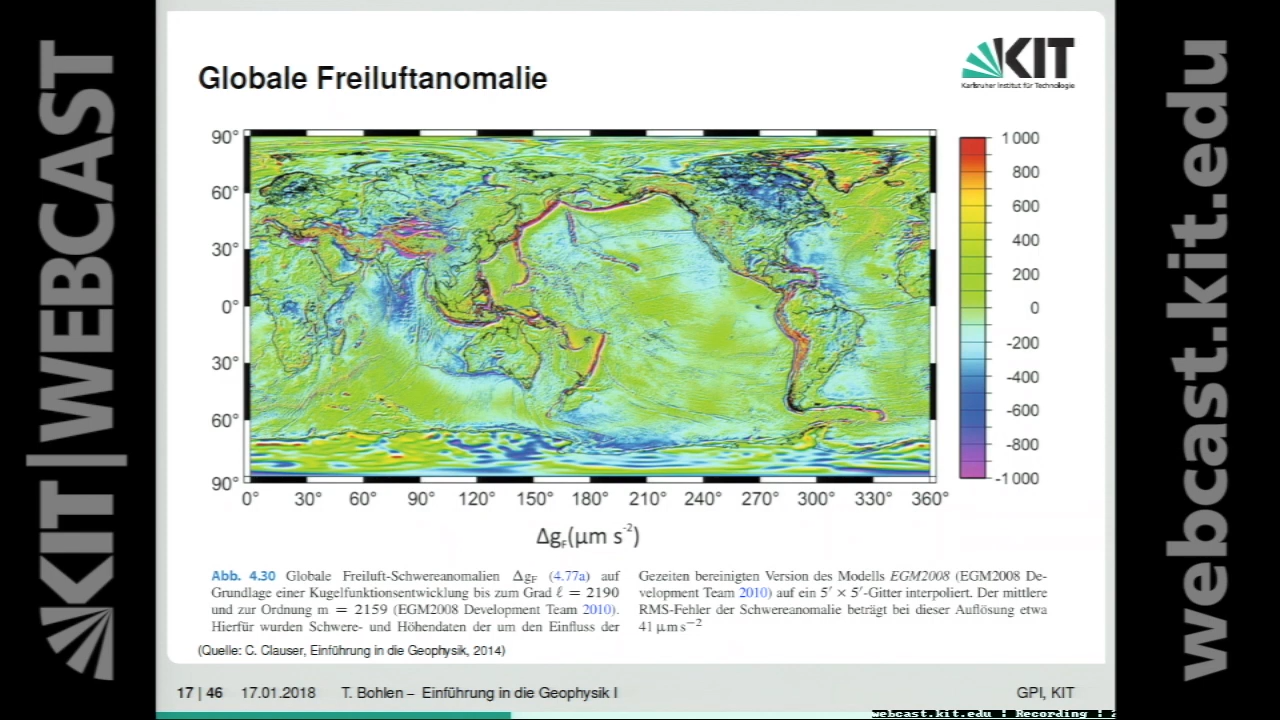 KIT | WEBCAST
Globale Freiluftanomalie
KIT
Karlsruher Institut für Technologie
90°
60°
30°
0°
30°
60°
90°
0° 30° 60° 90° 120° 150° 180° 210° 240° 270° 300° 330° 360°
1000
800
600
400
200
0
-200
-400
-600
-800
-1000
Δg_F(μm s⁻²)
Abb. 4.30 Globale Freiluft-Schwereanomalien Δg_F (4.77a) auf
Grundlage einer Kugelfunktionsentwicklung bis zum Grad ℓ = 2190
und zur Ordnung m = 2159 (EGM2008 Development Team 2010).
Hierfür wurden Schwere- und Höhendaten der um den Einfluss der
Gezeiten bereinigten Version des Modells EGM2008 (EGM2008 De-
velopment Team 2010) auf ein 5′ × 5′-Gitter interpoliert. Der mittlere
RMS-Fehler der Schwereanomalie beträgt bei dieser Auflösung etwa
41 μm s⁻²
(Quelle: C. Clauser, Einführung in die Geophysik, 2014)
17 | 46 17.01.2018 T. Bohlen – Einführung in die Geophysik I GPI, KIT
webcast.kit.edu : Recording :
webcast.kit.edu